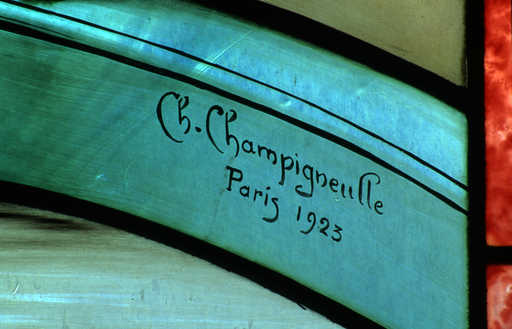 Ch. Champigneulle
Paris 1923